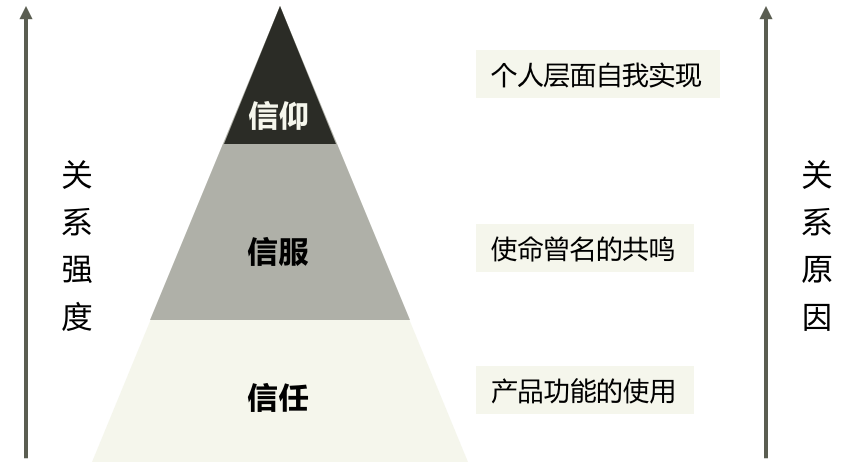 信仰
个人层面自我实现
关系强度
信服
使命曾名的共鸣
关系原因
信任
产品功能的使用